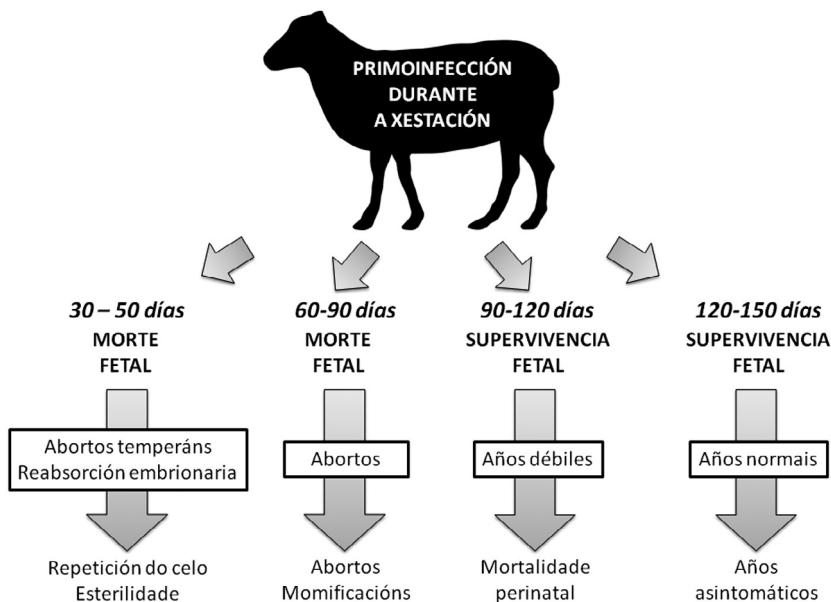 PRIMOINFECCIÓN
DURANTE
A XESTACIÓN
30 – 50 días
MORTE
FETAL
Abortos temperáns
Reabsorción embrionaria
Repetición do celo
Esterilidade
60-90 días
MORTE
FETAL
Abortos
Abortos
Momificacións
90-120 días
SUPERVIVENCIA
FETAL
Años débiles
Mortalidade
perinatal
120-150 días
SUPERVIVENCIA
FETAL
Años normais
Años
asintomáticos